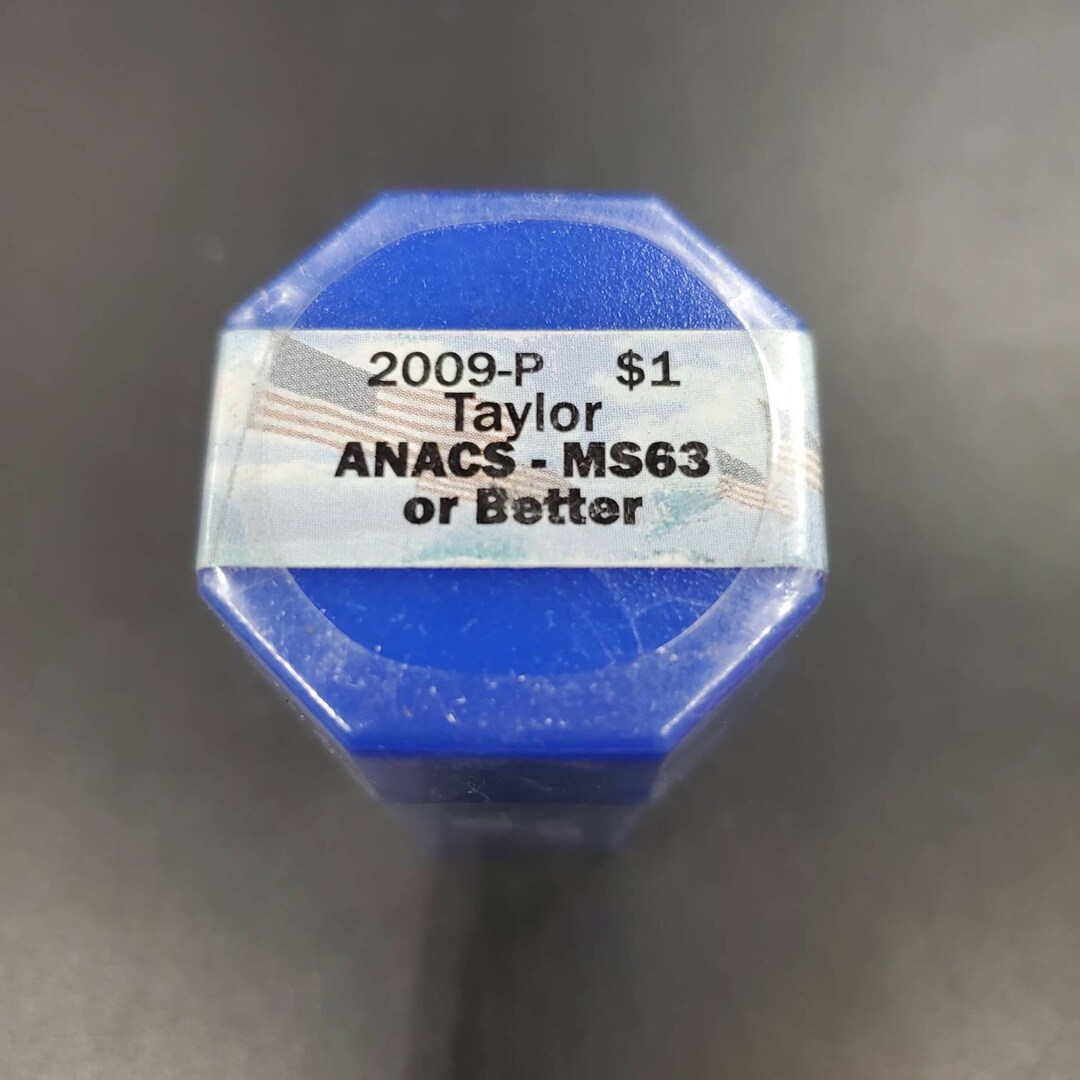 2009-P $1
Taylor
ANACS - MS63
or Better